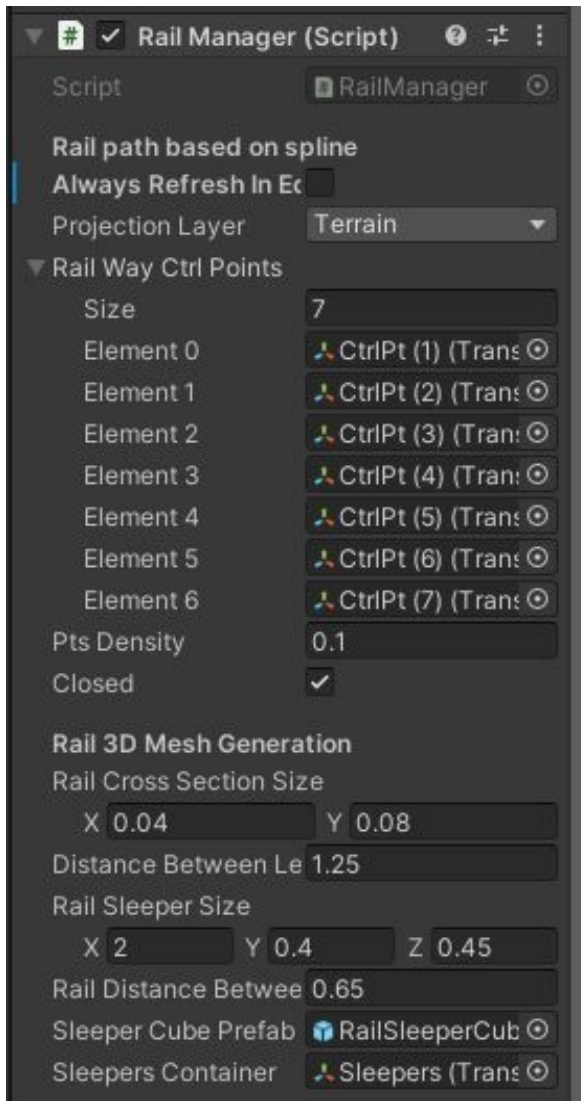 # Rail Manager (Script)
Script RailManager
Rail path based on spline
Always Refresh In Ed
Projection Layer Terrain
Rail Way Ctrl Points
Size 7
Element 0 CtrlPt (1) (Trans
Element 1 CtrlPt (2) (Trans
Element 2 CtrlPt (3) (Trans
Element 3 CtrlPt (4) (Trans
Element 4 CtrlPt (5) (Trans
Element 5 CtrlPt (6) (Trans
Element 6 CtrlPt (7) (Trans
Pts Density 0.1
Closed
Rail 3D Mesh Generation
Rail Cross Section Size
X 0.04 Y 0.08
Distance Between Le 1.25
Rail Sleeper Size
X 2 Y 0.4 Z 0.45
Rail Distance Betwee 0.65
Sleeper Cube Prefab RailSleeperCub
Sleepers Container Sleepers (Trans